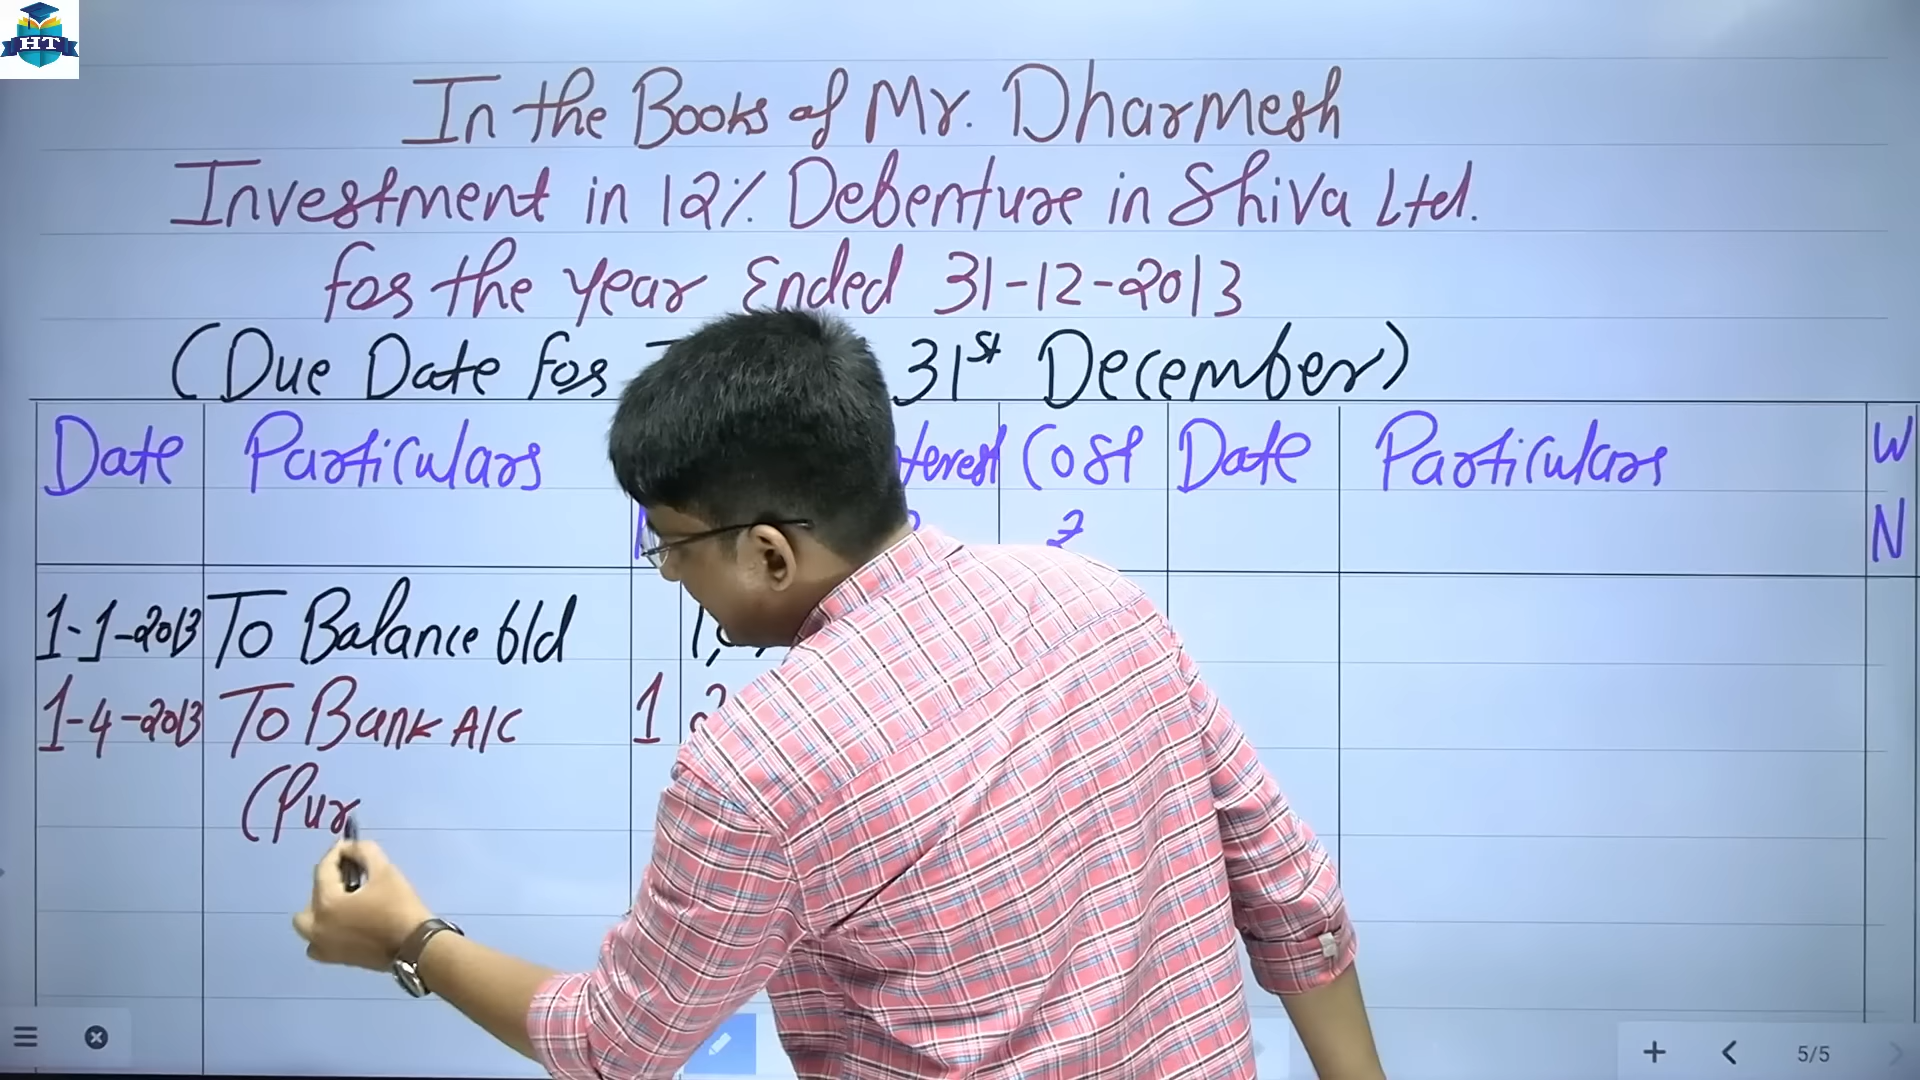 HT
In the Books of Mr. Dharmesh
Investment in 12% Debenture in Shiva Ltd.
for the year Ended 31-12-2013
(Due Date for 31st December)
Date Particulars Cost Date Particulars W
₹ N
1-1-2013 To Balance b/d
1-4-2013 To Bank A/C 1
(Pur
5/5